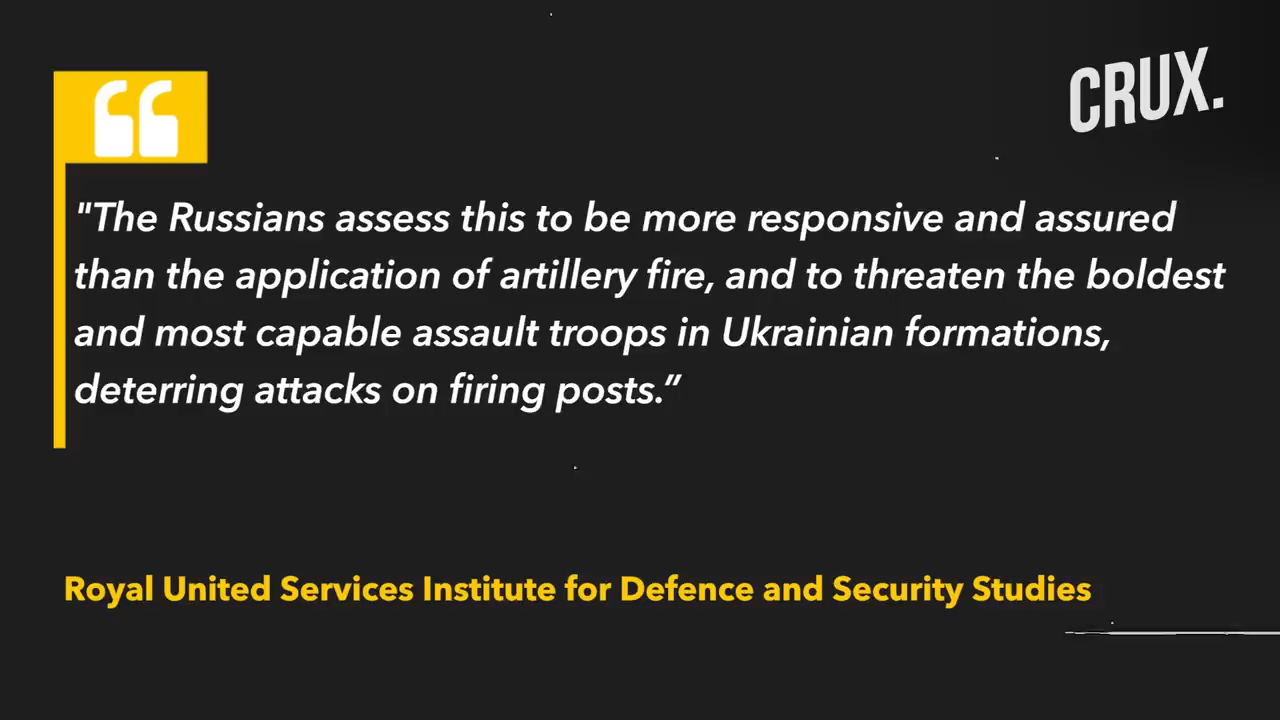 CRUX.
"The Russians assess this to be more responsive and assured
than the application of artillery fire, and to threaten the boldest
and most capable assault troops in Ukrainian formations,
deterring attacks on firing posts.”
Royal United Services Institute for Defence and Security Studies